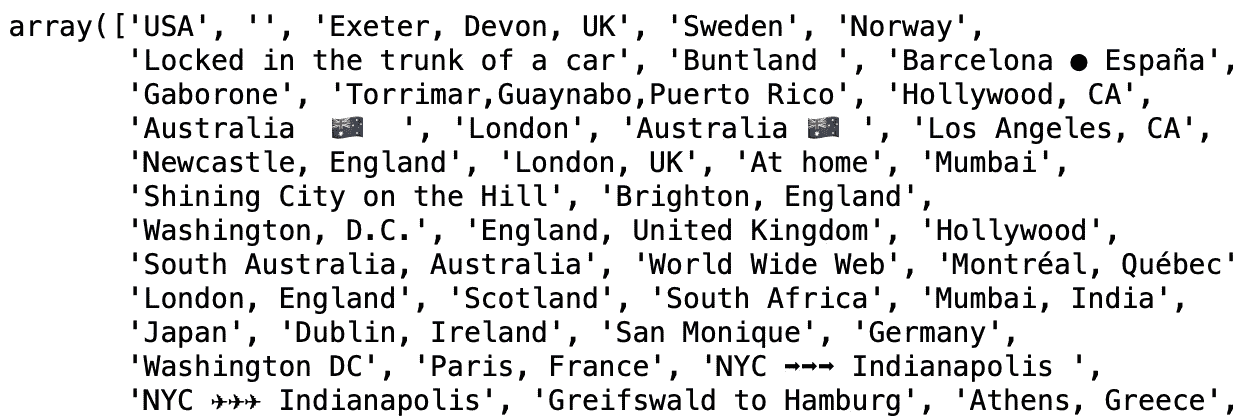 array(['USA', '', 'Exeter, Devon, UK', 'Sweden', 'Norway',
'Locked in the trunk of a car', 'Buntland ', 'Barcelona ● España',
'Gaborone', 'Torrimar,Guaynabo,Puerto Rico', 'Hollywood, CA',
'Australia  🇦🇺  ', 'London', 'Australia 🇦🇺 ', 'Los Angeles, CA',
'Newcastle, England', 'London, UK', 'At home', 'Mumbai',
'Shining City on the Hill', 'Brighton, England',
'Washington, D.C.', 'England, United Kingdom', 'Hollywood',
'South Australia, Australia', 'World Wide Web', 'Montréal, Québec'
'London, England', 'Scotland', 'South Africa', 'Mumbai, India',
'Japan', 'Dublin, Ireland', 'San Monique', 'Germany',
'Washington DC', 'Paris, France', 'NYC ➡➡➡ Indianapolis ',
'NYC ✈✈✈ Indianapolis', 'Greifswald to Hamburg', 'Athens, Greece',